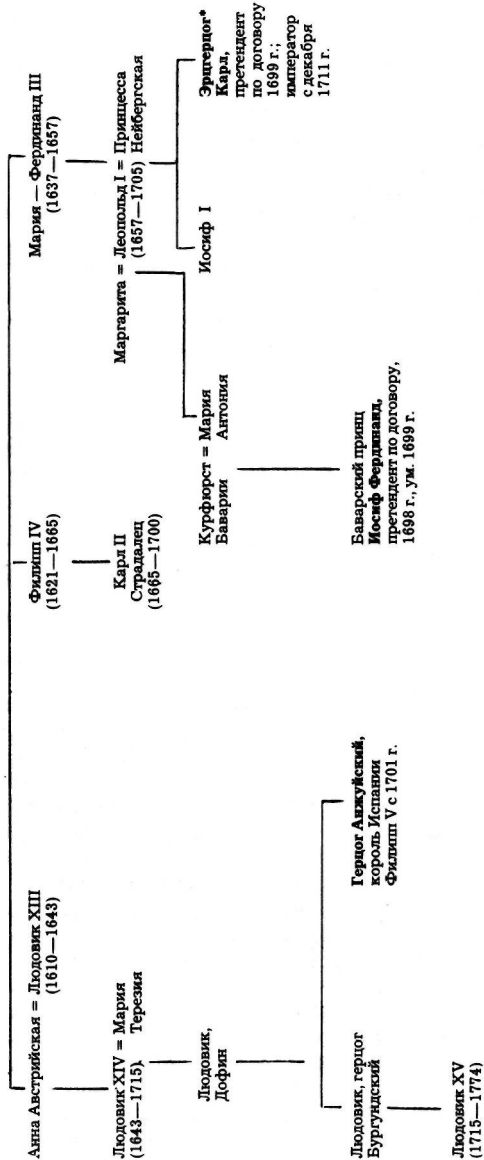 Анна Австрийская = Людовик XIII
(1610—1643)
Филипп IV
(1621—1665)
Мария — Фердинанд III
(1637—1657)
Людовик XIV = Мария
(1643—1715) Терезия
Карл II
Страдалец
(1665—1700)
Маргарита = Леопольд I = Принцесса
(1657—1705) Нейбергская
Людовик,
Дофин
Курфюрст = Мария
Баварии Антония
Иосиф I
Эрцгерцог*
Карл,
претендент
по договору
1699 г.;
император
с декабря
1711 г.
Людовик, герцог
Бургундский
Герцог Анжуйский,
король Испании
Филипп V с 1701 г.
Баварский принц
Иосиф Фердинанд,
претендент по договору,
1698 г., ум. 1699 г.
Людовик XV
(1715—1774)